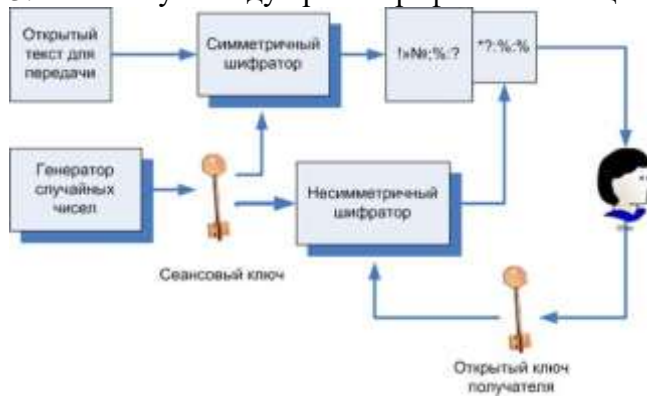 Открытый
текст для
передачи
Симметричный
шифратор
!»№;%:?
*?:%:%
Генератор
случайных
чисел
Несимметричный
шифратор
Сеансовый ключ
Открытый ключ
получателя